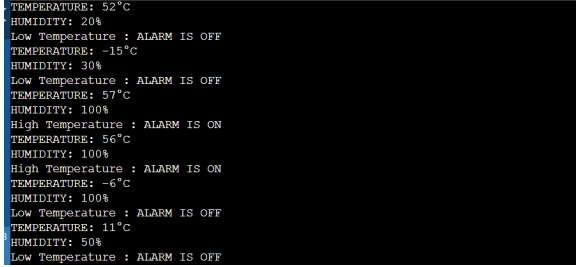 TEMPERATURE: 52°C
HUMIDITY: 20%
Low Temperature : ALARM IS OFF
TEMPERATURE: -15°C
HUMIDITY: 30%
Low Temperature : ALARM IS OFF
TEMPERATURE: 57°C
HUMIDITY: 100%
High Temperature : ALARM IS ON
TEMPERATURE: 56°C
HUMIDITY: 100%
High Temperature : ALARM IS ON
TEMPERATURE: -6°C
HUMIDITY: 100%
Low Temperature : ALARM IS OFF
TEMPERATURE: 11°C
HUMIDITY: 50%
Low Temperature : ALARM IS OFF